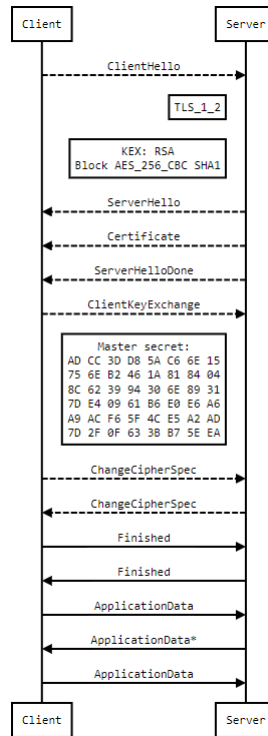 Client Server
ClientHello
TLS_1_2
KEX: RSA
Block AES_256_CBC SHA1
ServerHello
Certificate
ServerHelloDone
ClientKeyExchange
Master secret:
AD CC 3D D8 5A C6 6E 15
75 6E B2 46 1A 81 84 04
8C 62 39 94 30 6E 89 31
7D E4 09 61 B6 E0 E6 A6
A9 AC F6 5F 4C E5 A2 AD
7D 2F 0F 63 3B B7 5E EA
ChangeCipherSpec
ChangeCipherSpec
Finished
Finished
ApplicationData
ApplicationData*
ApplicationData
Client Server